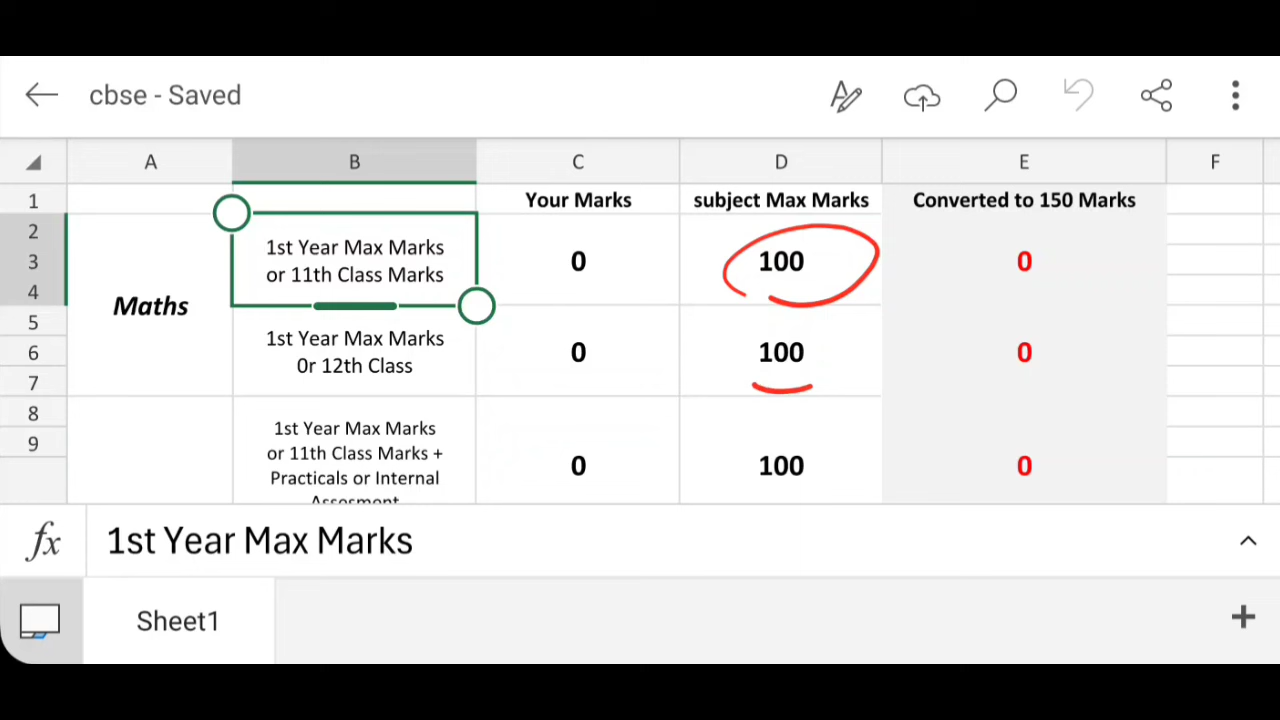 cbse - Saved
A B C D E F
1 Your Marks subject Max Marks Converted to 150 Marks
2
3
4
5
6
7
8
9
Maths
1st Year Max Marks
or 11th Class Marks
0 100 0
1st Year Max Marks
0r 12th Class
0 100 0
1st Year Max Marks
or 11th Class Marks +
Practicals or Internal
Assesment
0 100 0
fx 1st Year Max Marks
Sheet1